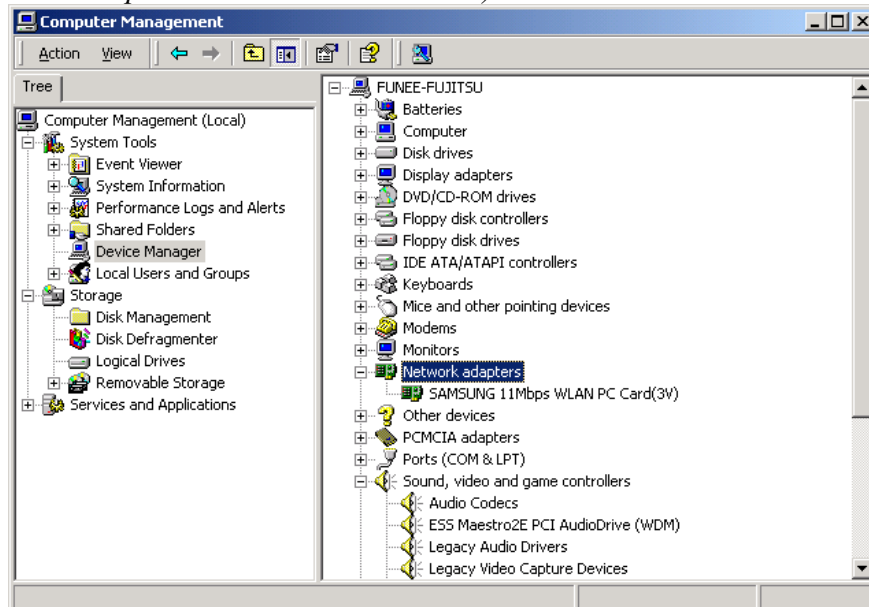 Computer Management
Action View
Tree
Computer Management (Local)
System Tools
Event Viewer
System Information
Performance Logs and Alerts
Shared Folders
Device Manager
Local Users and Groups
Storage
Disk Management
Disk Defragmenter
Logical Drives
Removable Storage
Services and Applications
FUNEE-FUJITSU
Batteries
Computer
Disk drives
Display adapters
DVD/CD-ROM drives
Floppy disk controllers
Floppy disk drives
IDE ATA/ATAPI controllers
Keyboards
Mice and other pointing devices
Modems
Monitors
Network adapters
SAMSUNG 11Mbps WLAN PC Card(3V)
Other devices
PCMCIA adapters
Ports (COM & LPT)
Sound, video and game controllers
Audio Codecs
ESS Maestro2E PCI AudioDrive (WDM)
Legacy Audio Drivers
Legacy Video Capture Devices